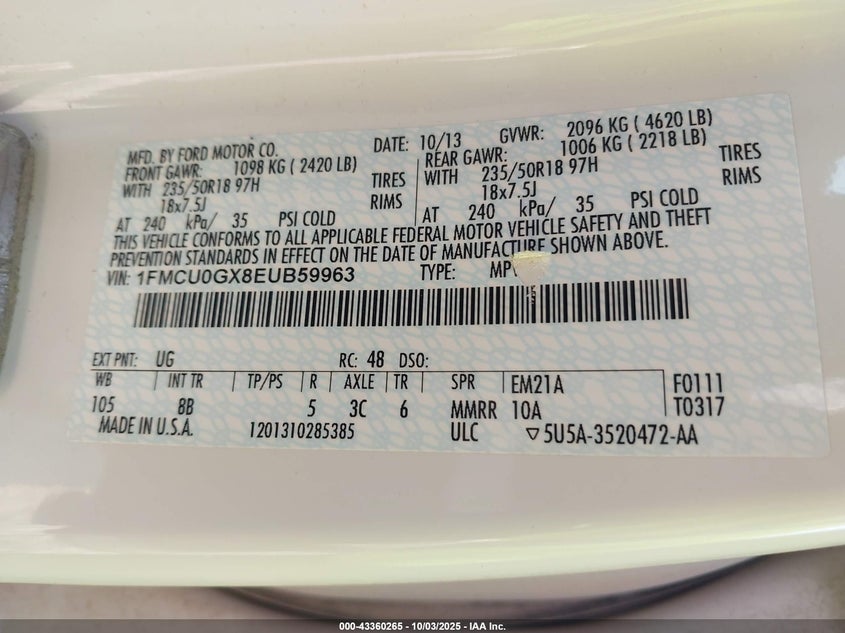 MFD. BY FORD MOTOR CO.
DATE: 10/13 GVWR: 2096 KG ( 4620 LB)
FRONT GAWR: 1098 KG ( 2420 LB)
REAR GAWR: 1006 KG ( 2218 LB)
WITH 235/50R18 97H TIRES
WITH 235/50R18 97H TIRES
18x7.5J RIMS
18x7.5J RIMS
AT 240 kPa/ 35 PSI COLD
AT 240 kPa/ 35 PSI COLD
THIS VEHICLE CONFORMS TO ALL APPLICABLE FEDERAL MOTOR VEHICLE SAFETY AND THEFT
PREVENTION STANDARDS IN EFFECT ON THE DATE OF MANUFACTURE SHOWN ABOVE.
VIN: 1FMCU0GX8EUB59963 TYPE:
EXT PNT: UG RC: 48 DSO:
WB INT TR TP/PS R AXLE TR SPR EM21A F0111
105 8B 5 3C 6 MMRR 10A T0317
MADE IN U.S.A. 1201310285385 ULC ▽5U5A-3520472-AA
000-43360265 - 10/03/2025 - IAA Inc.